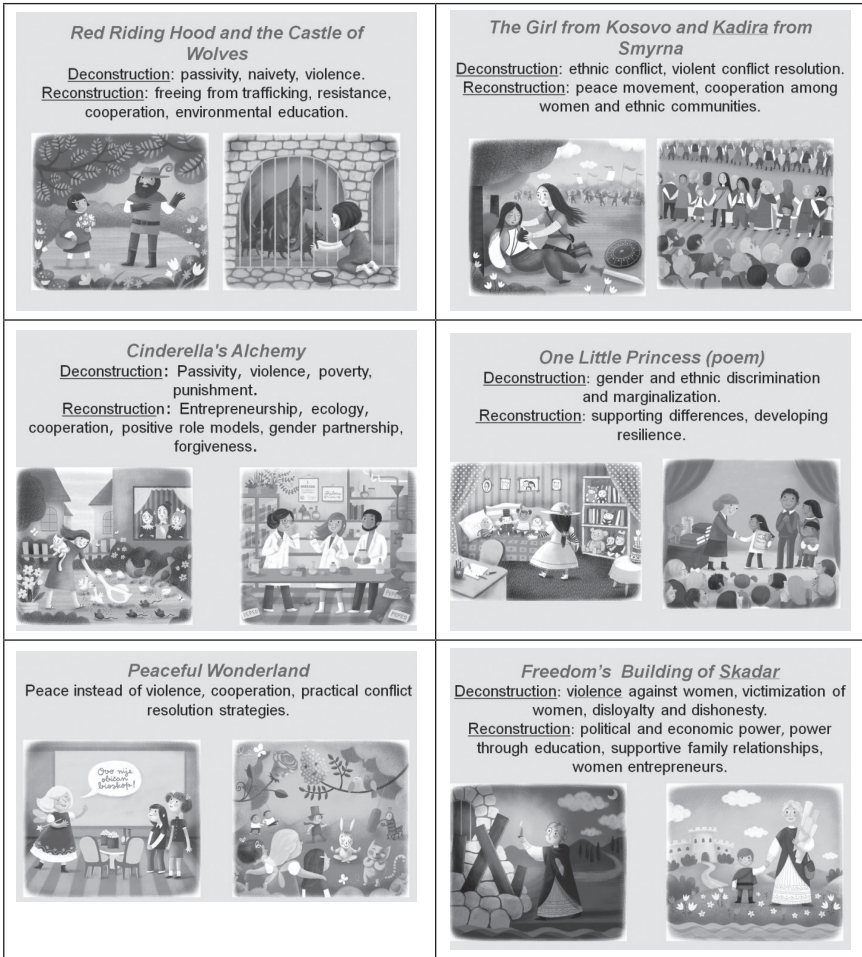 Red Riding Hood and the Castle of
Wolves
Deconstruction: passivity, naivety, violence.
Reconstruction: freeing from trafficking, resistance,
cooperation, environmental education.
The Girl from Kosovo and Kadira from
Smyrna
Deconstruction: ethnic conflict, violent conflict resolution.
Reconstruction: peace movement, cooperation among
women and ethnic communities.
Cinderella's Alchemy
Deconstruction: Passivity, violence, poverty,
punishment.
Reconstruction: Entrepreneurship, ecology,
cooperation, positive role models, gender partnership,
forgiveness.
One Little Princess (poem)
Deconstruction: gender and ethnic discrimination
and marginalization.
Reconstruction: supporting differences, developing
resilience.
Peaceful Wonderland
Peace instead of violence, cooperation, practical conflict
resolution strategies.
Ovo nije
običan
bioskop!
Freedom's Building of Skadar
Deconstruction: violence against women, victimization of
women, disloyalty and dishonesty.
Reconstruction: political and economic power, power
through education, supportive family relationships,
women entrepreneurs.